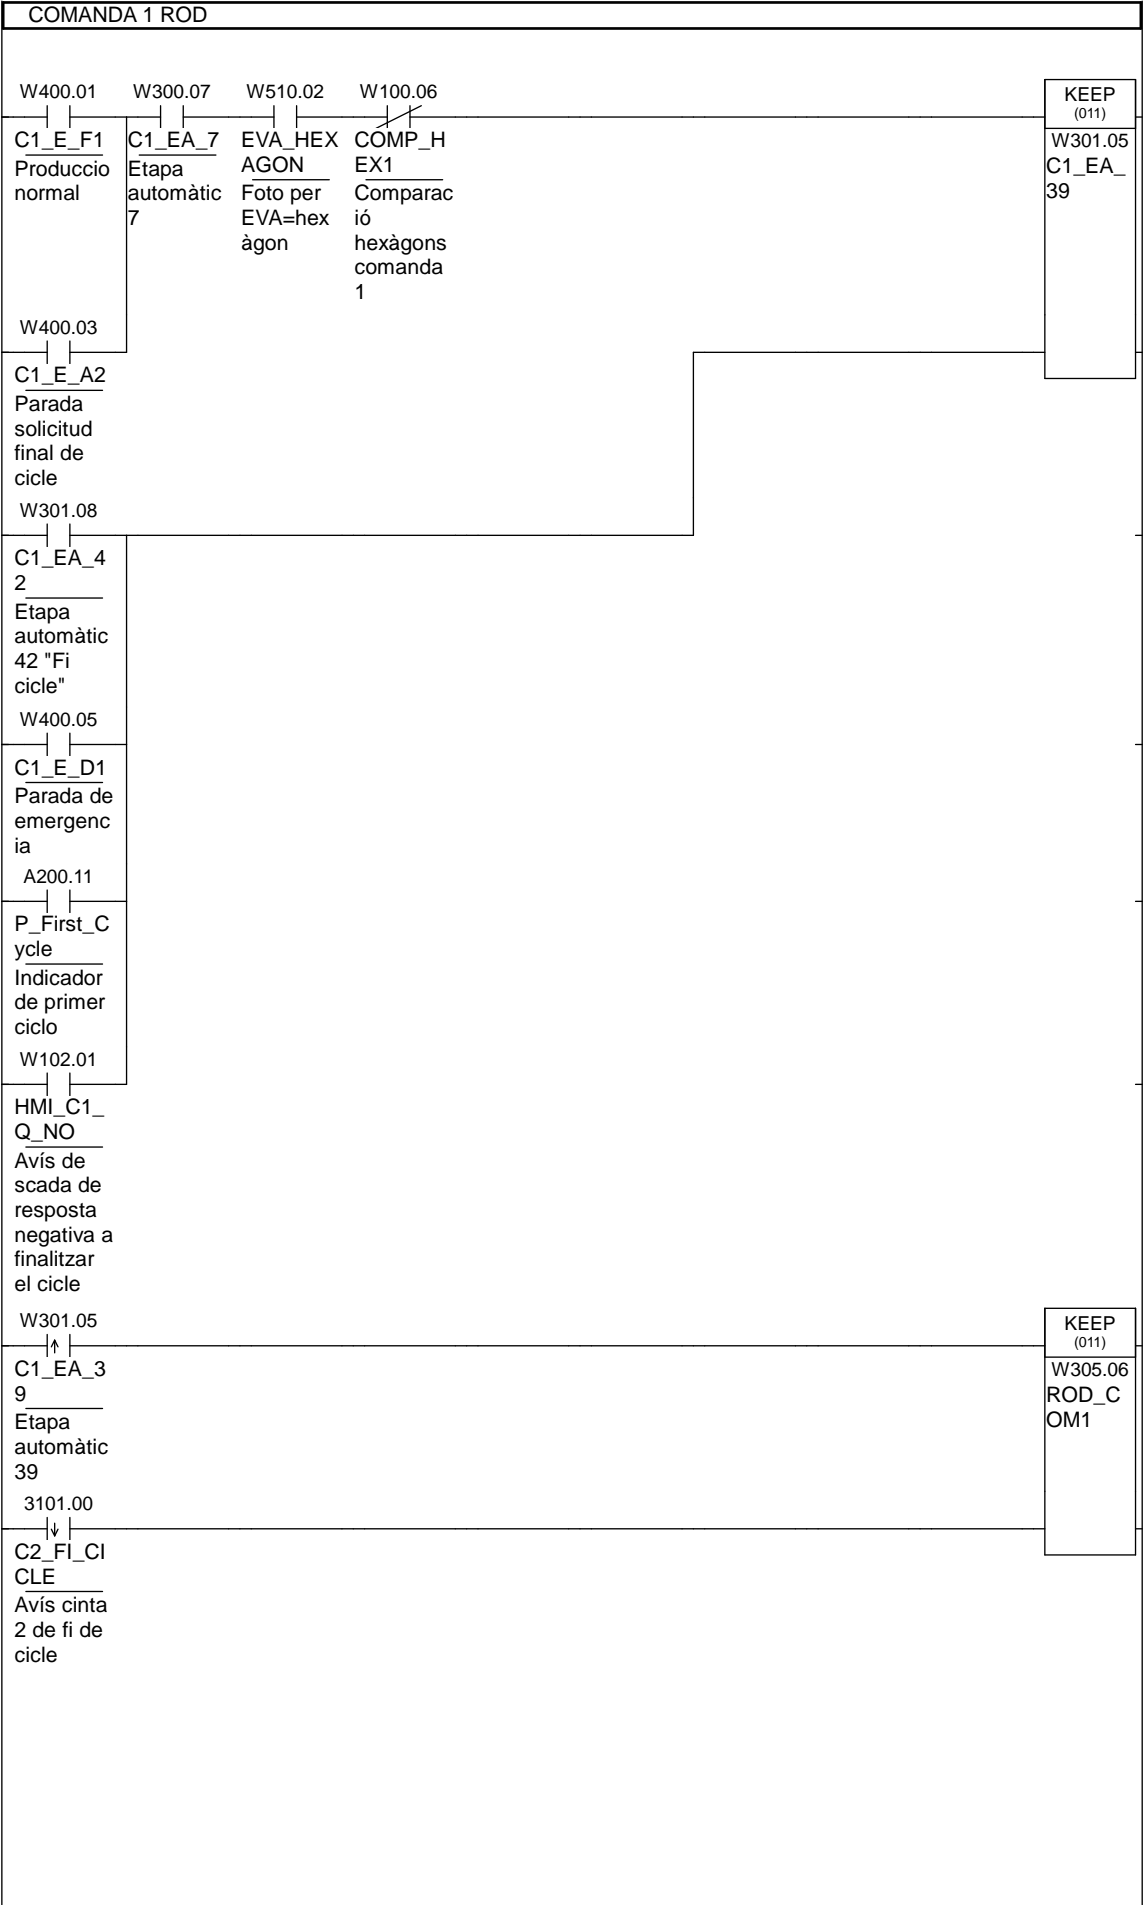 COMANDA 1 ROD
W400.01 W300.07 W510.02 W100.06
KEEP
(011)
C1_E_F1 C1_EA_7 EVA_HEX COMP_H
AGON EX1
W301.05
C1_EA_
39
Produccio Etapa
normal automàtic Foto per Comparac
7 EVA=hex ió
àgon hexàgons
comanda
1
W400.03
C1_E_A2
Parada
solicitud
final de
cicle
W301.08
C1_EA_4
2
Etapa
automàtic
42 "Fi
cicle"
W400.05
C1_E_D1
Parada de
emergenc
ia
A200.11
P_First_C
ycle
Indicador
de primer
ciclo
W102.01
HMI_C1_
Q_NO
Avís de
scada de
resposta
negativa a
finalitzar
el cicle
W301.05
KEEP
(011)
C1_EA_3
9
W305.06
ROD_C
OM1
Etapa
automàtic
39
3101.00
C2_FI_CI
CLE
Avís cinta
2 de fi de
cicle